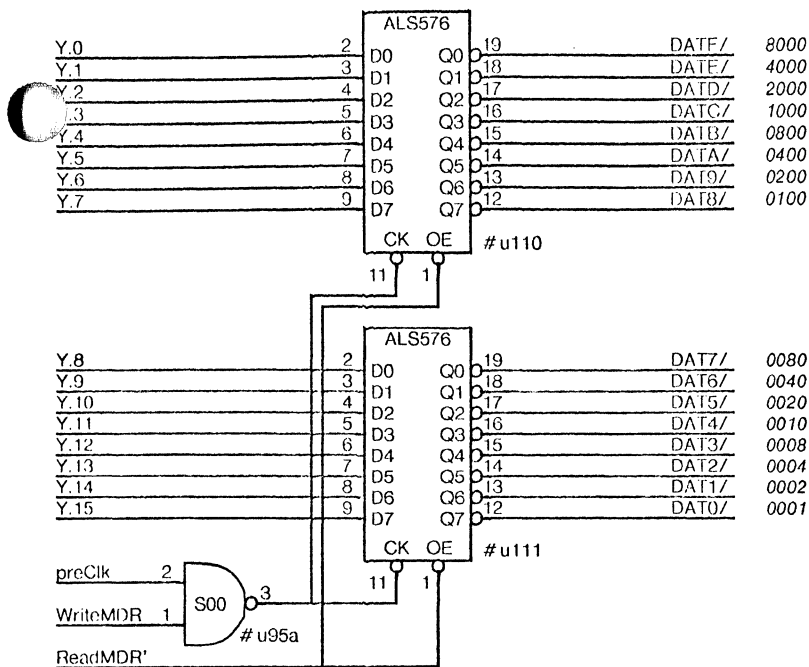 ALS576
Y.0 2 D0 Q0 19 DATF/ 8000
Y.1 3 D1 Q1 18 DATE/ 4000
Y.2 4 D2 Q2 17 DATD/ 2000
.3 5 D3 Q3 16 DATC/ 1000
Y.4 6 D4 Q4 15 DATB/ 0800
Y.5 7 D5 Q5 14 DATA/ 0400
Y.6 8 D6 Q6 13 DAT9/ 0200
Y.7 9 D7 Q7 12 DAT8/ 0100
CK OE #u110
11 1
ALS576
Y.8 2 D0 Q0 19 DAT7/ 0080
Y.9 3 D1 Q1 18 DAT6/ 0040
Y.10 4 D2 Q2 17 DAT5/ 0020
Y.11 5 D3 Q3 16 DAT4/ 0010
Y.12 6 D4 Q4 15 DAT3/ 0008
Y.13 7 D5 Q5 14 DAT2/ 0004
Y.14 8 D6 Q6 13 DAT1/ 0002
Y.15 9 D7 Q7 12 DAT0/ 0001
CK OE #u111
11 1
preClk 2
S00 3
WriteMDR 1
#u95a
ReadMDR'